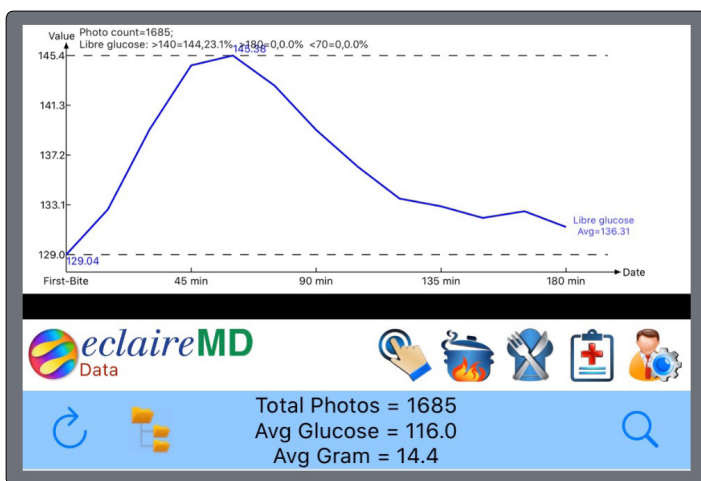 Value
Photo count=1685;
Libre glucose: >140=144,23.1% >180=0,0.0% <70=0,0.0%
145.38
145.4
141.3
137.2
133.1
129.0
129.04
Libre glucose
Avg=136.31
Date
First-Bite 45 min 90 min 135 min 180 min
eclaireMD
Data
Total Photos = 1685
Avg Glucose = 116.0
Avg Gram = 14.4